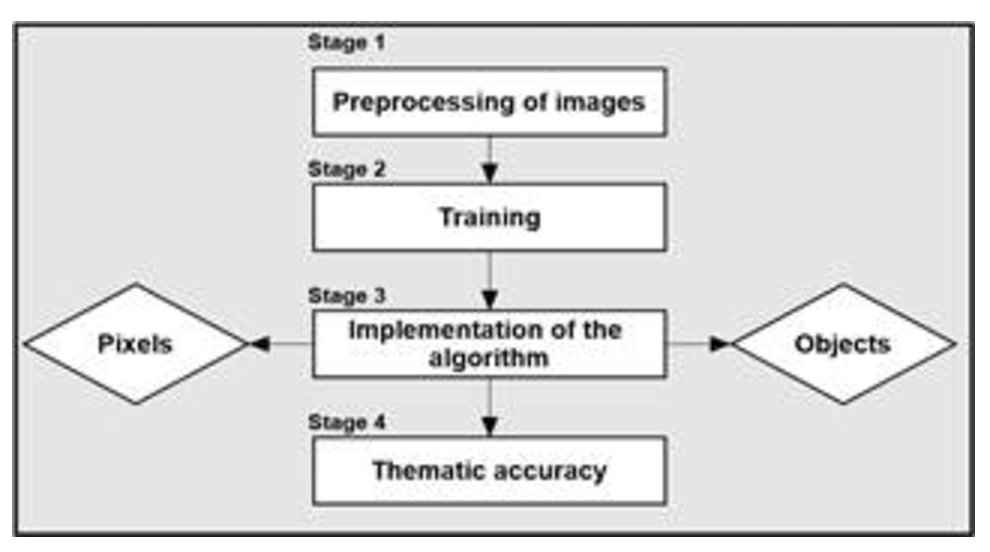 Stage 1
Preprocessing of images
Stage 2
Training
Stage 3
Pixels
Implementation of the
algorithm
Objects
Stage 4
Thematic accuracy